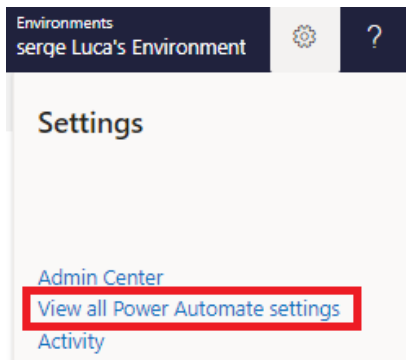 Environments
serge Luca's Environment
?
Settings
Admin Center
View all Power Automate settings
Activity